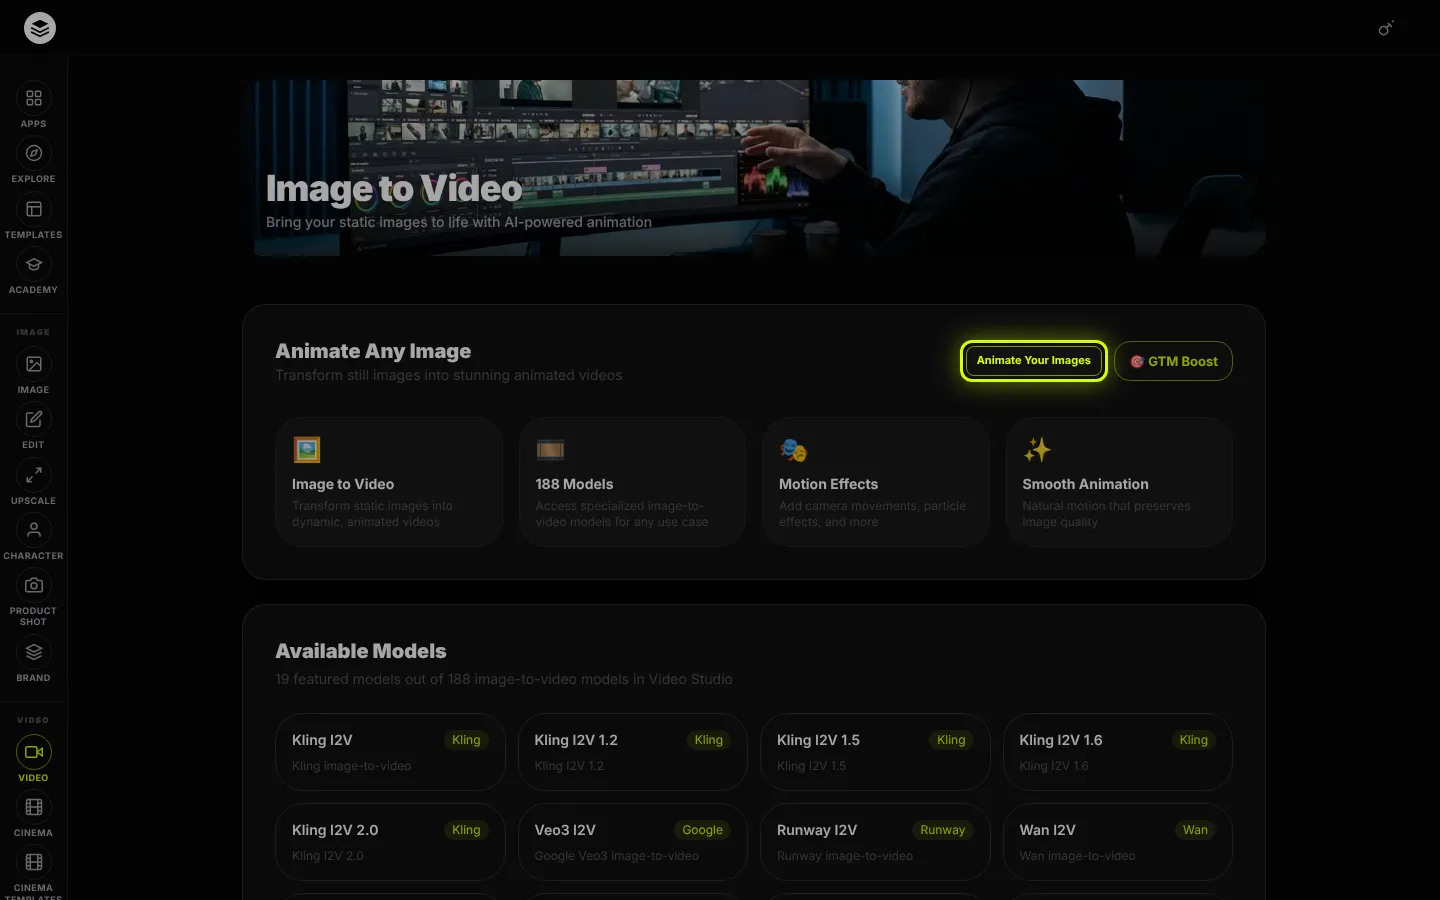 APPS
EXPLORE
TEMPLATES
ACADEMY
IMAGE
IMAGE
EDIT
UPSCALE
CHARACTER
PRODUCT
SHOT
BRAND
VIDEO
VIDEO
CINEMA
CINEMA
TEMPLATES
Image to Video
Bring your static images to life with AI-powered animation
Animate Any Image
Transform still images into stunning animated videos
Animate Your Images
GTM Boost
Image to Video
Transform static images into
dynamic, animated videos
188 Models
Access specialized image-to-
video models for any use case
Motion Effects
Add camera movements, particle
effects, and more
Smooth Animation
Natural motion that preserves
image quality
Available Models
19 featured models out of 188 image-to-video models in Video Studio
Kling I2V
Kling
Kling image-to-video
Kling I2V 1.2
Kling
Kling I2V 1.2
Kling I2V 1.5
Kling
Kling I2V 1.5
Kling I2V 1.6
Kling
Kling I2V 1.6
Kling I2V 2.0
Kling
Kling I2V 2.0
Veo3 I2V
Google
Google Veo3 image-to-video
Runway I2V
Runway
Runway image-to-video
Wan I2V
Wan
Wan image-to-video